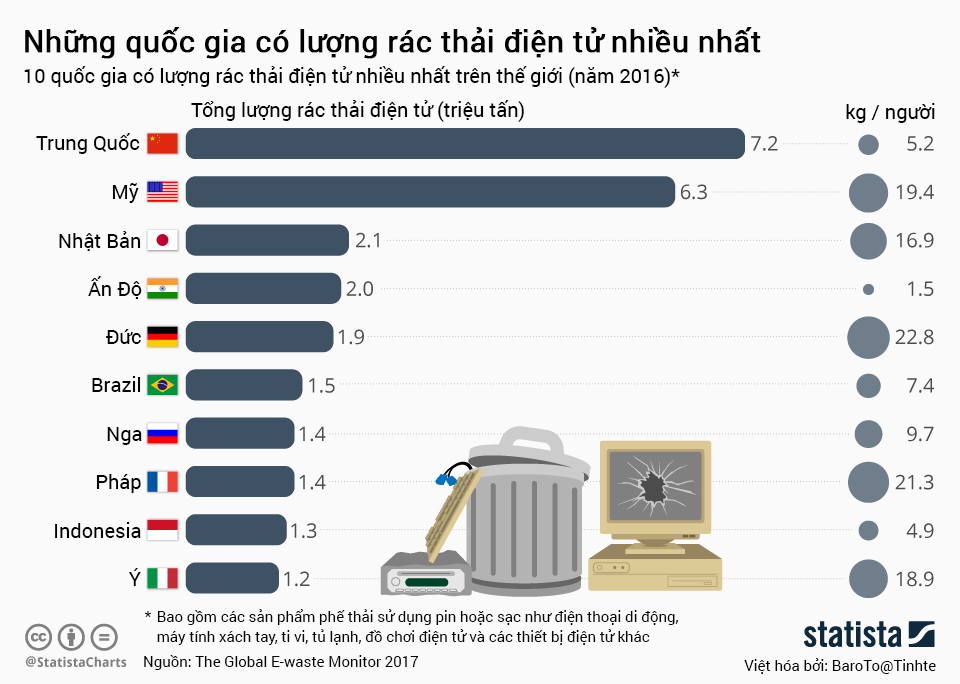 Những quốc gia có lượng rác thải điện tử nhiều nhất
10 quốc gia có lượng rác thải điện tử nhiều nhất trên thế giới (năm 2016)*
Tổng lượng rác thải điện tử (triệu tấn) kg / người
Trung Quốc 7.2 5.2
Mỹ 6.3 19.4
Nhật Bản 2.1 16.9
Ấn Độ 2.0 1.5
Đức 1.9 22.8
Brazil 1.5 7.4
Nga 1.4 9.7
Pháp 1.4 21.3
Indonesia 1.3 4.9
Ý 1.2 18.9
* Bao gồm các sản phẩm phế thải sử dụng pin hoặc sạc như điện thoại di động,
máy tính xách tay, ti vi, tủ lạnh, đồ chơi điện tử và các thiết bị điện tử khác
cc
@StatistaCharts
Nguồn: The Global E-waste Monitor 2017
statista
Việt hóa bởi: BaroTo@Tinhte